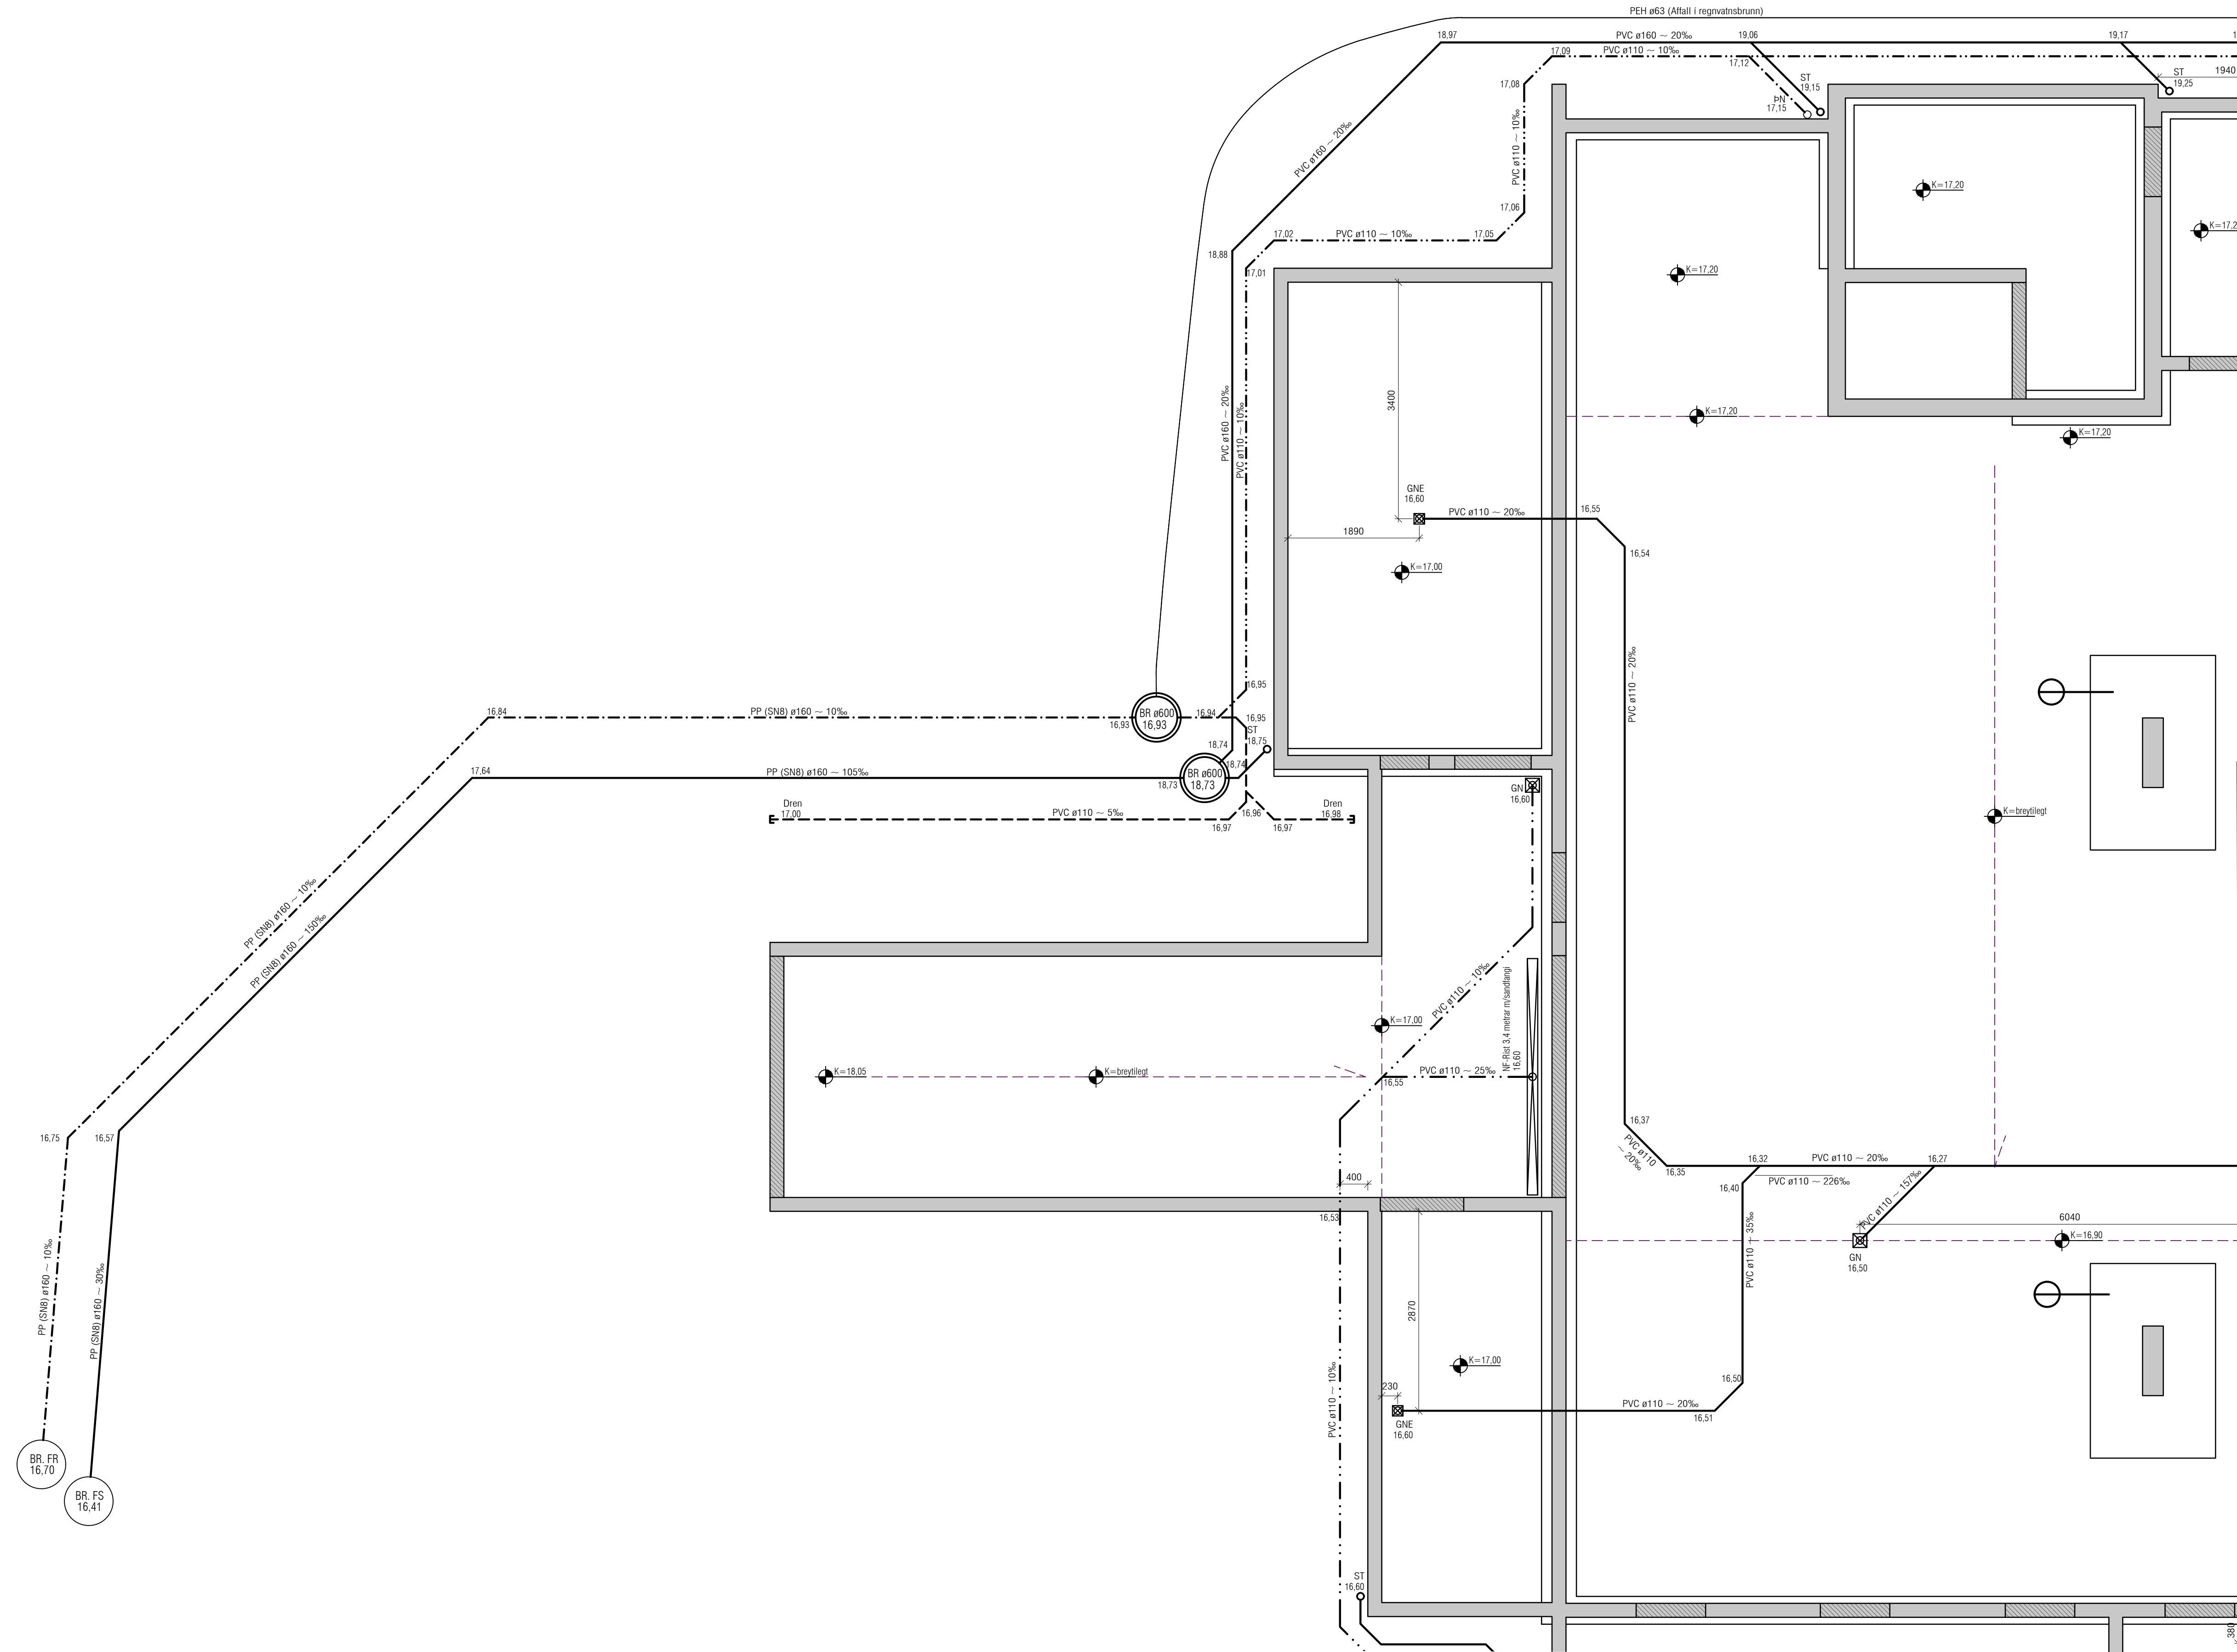 PEH ø63 (Affall í regnvatnsbrunn)
18,97
PVC ø160 ~ 20‰
19,06
19,17
17,09
PVC ø110 ~ 10‰
17,12
ST
19,15
ST
19,25
1940
17,08
ÞN
17,15
PVC ø160 ~ 20‰
PVC ø110 ~ 10‰
K=17,20
17,06
K=17,2
17,02
PVC ø110 ~ 10‰
17,05
18,88
17,01
K=17,20
3400
PVC ø160 ~ 20‰
PVC ø110 ~ 10‰
K=17,20
K=17,20
GNE
16,60
PVC ø110 ~ 20‰
16,55
1890
16,54
K=17,00
PVC ø110 ~ 20‰
16,95
16,84
PP (SN8) ø160 ~ 10‰
16,93
BR ø600
16,93
16,94
16,95
ST
18,75
18,74
18,74
17,64
PP (SN8) ø160 ~ 105‰
18,73
BR ø600
18,73
GN
16,60
Dren
17,00
PVC ø110 ~ 5‰
16,97
16,96
16,97
Dren
16,98
K=breytilegt
PP (SN8) ø160 ~ 10‰
PP (SN8) ø160 ~ 150‰
PVC ø110 ~ 10‰
NF-Rist 3,4 metrar m/sandfangi
16,60
K=17,00
K=18,05
K=breytilegt
PVC ø110 ~ 25‰
16,55
16,75
16,57
16,37
PVC ø110
~ 20‰
16,35
16,32
PVC ø110 ~ 20‰
16,27
PVC ø110 ~ 226‰
16,40
PVC ø110 ~ 157‰
400
16,53
6040
K=16,90
GN
16,50
PVC ø110 ~ 35‰
PP (SN8) ø160 ~ 10‰
PP (SN8) ø160 ~ 30‰
2870
K=17,00
PVC ø110 ~ 10‰
230
16,50
PVC ø110 ~ 20‰
16,51
GNE
16,60
BR. FR
16,70
BR. FS
16,41
ST
16,60
380